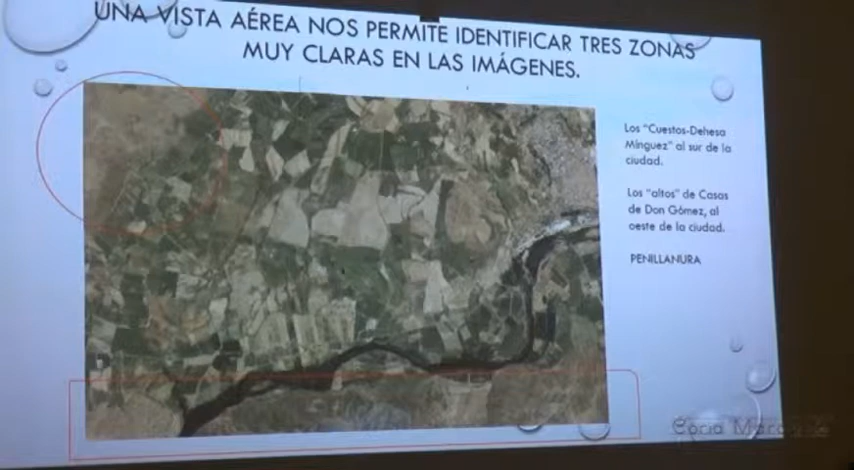 UNA VISTA AÉREA NOS PERMITE IDENTIFICAR TRES ZONAS
MUY CLARAS EN LAS IMÁGENES.
Los "Cuestos-Dehesa
Mínguez" al sur de la
ciudad.
Los "altos" de Casas
de Don Gómez, al
oeste de la ciudad.
PENILLANURA
Coria